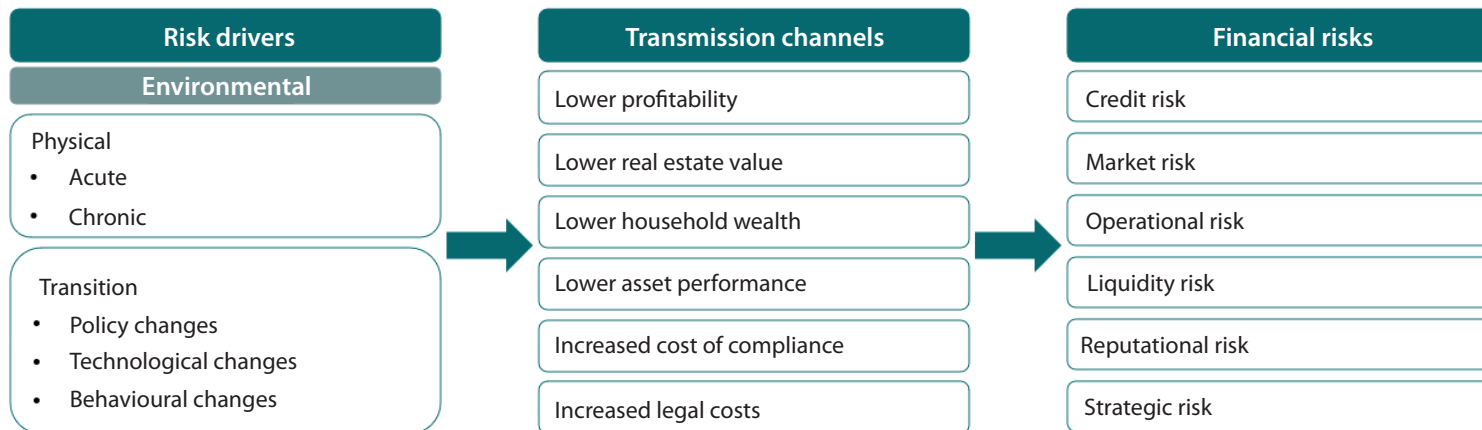 Risk drivers
Environmental
Physical
• Acute
• Chronic
Transition
• Policy changes
• Technological changes
• Behavioural changes
Transmission channels
Lower profitability
Lower real estate value
Lower household wealth
Lower asset performance
Increased cost of compliance
Increased legal costs
Financial risks
Credit risk
Market risk
Operational risk
Liquidity risk
Reputational risk
Strategic risk